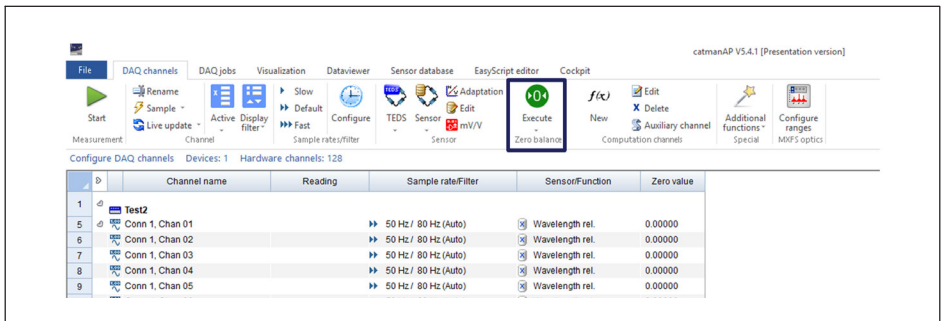 catmanAP V5.4.1 [Presentation version]
File DAQ channels DAQ jobs Visualization Dataviewer Sensor database EasyScript editor Cockpit
Start
Rename
Sample
Live update
Active
Display filter
Slow
Default
Fast
Configure
TEDS
Sensor
Adaptation
Edit
mV/V
Execute
f(x)
New
Edit
Delete
Auxiliary channel
Additional functions
Configure ranges
Measurement Channel Sample rates/filter Sensor Zero balance Computation channels Special MXFS optics
Configure DAQ channels Devices: 1 Hardware channels: 128
Channel name Reading Sample rate/Filter Sensor/Function Zero value
1 Test2
5 Conn 1, Chan 01 50 Hz / 80 Hz (Auto) Wavelength rel. 0.00000
6 Conn 1, Chan 02 50 Hz / 80 Hz (Auto) Wavelength rel. 0.00000
7 Conn 1, Chan 03 50 Hz / 80 Hz (Auto) Wavelength rel. 0.00000
8 Conn 1, Chan 04 50 Hz / 80 Hz (Auto) Wavelength rel. 0.00000
9 Conn 1, Chan 05 50 Hz / 80 Hz (Auto) Wavelength rel. 0.00000